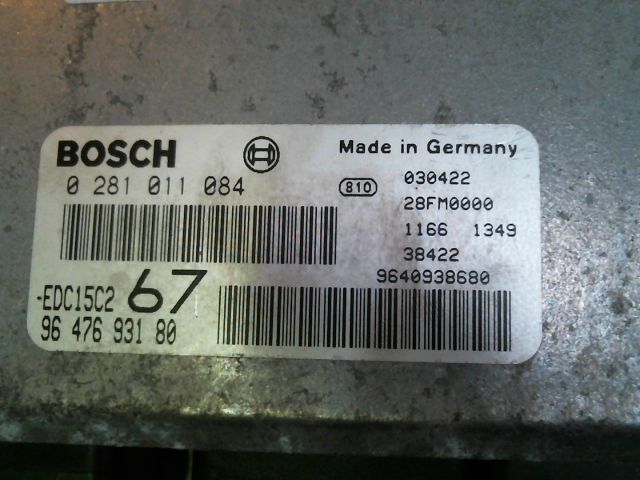 BOSCH
Made in Germany
0 281 011 084
810
030422
28FM0000
1166 1349
38422
9640938680
-EDC15C2 67
96 476 931 80